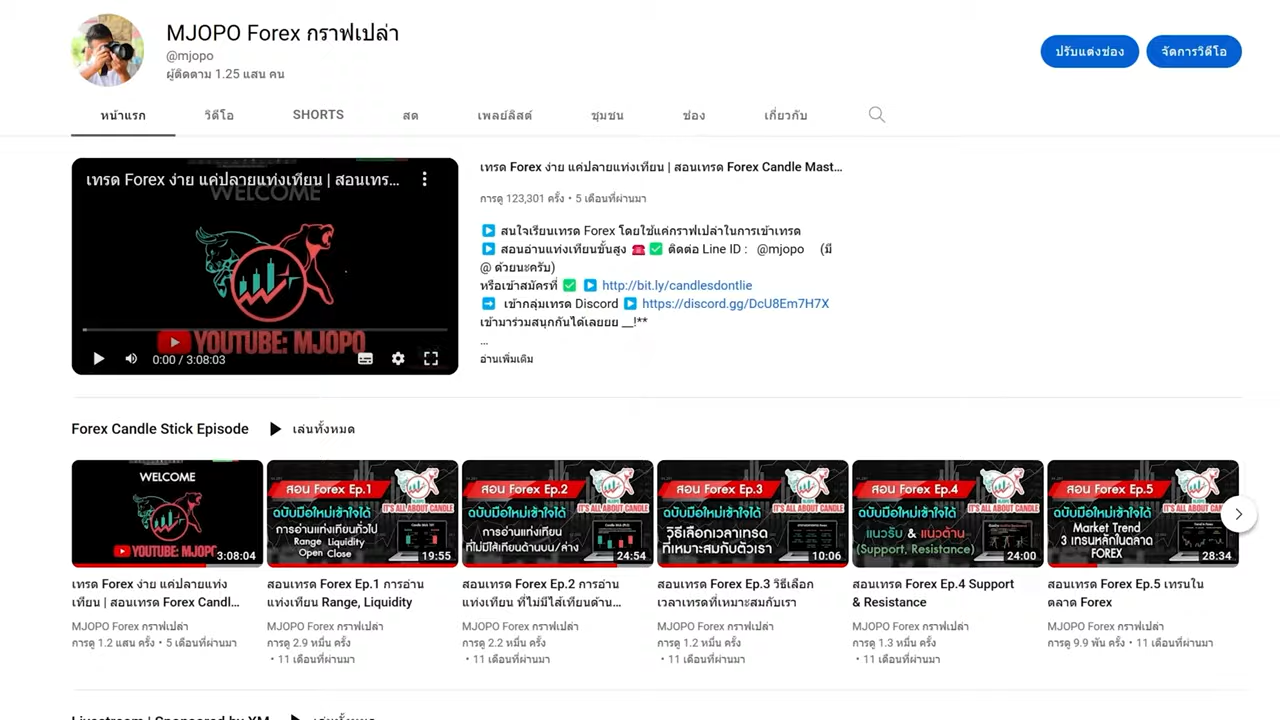 MJOPO Forex กราฟเปล่า
@mjopo
ผู้ติดตาม 1.25 แสน คน
ปรับแต่งช่อง
จัดการวิดีโอ
หน้าแรก
วิดีโอ
SHORTS
สด
เพลย์ลิสต์
ชุมชน
ช่อง
เกี่ยวกับ
เทรด Forex ง่าย แค่ปลายแท่งเทียน | สอนเทร...
WELCOME
YOUTUBE: MJOPO
0:00 / 3:08:03
เทรด Forex ง่าย แค่ปลายแท่งเทียน | สอนเทรด Forex Candle Mast...
การดู 123,301 ครั้ง • 5 เดือนที่ผ่านมา
สนใจเรียนเทรด Forex โดยใช้แค่กราฟเปล่าในการเข้าเทรด
สอนอ่านแท่งเทียนขั้นสูง ☎️ ✅ ติดต่อ Line ID : @mjopo (มี
@ ด้วยนะครับ)
หรือเข้าสมัครที่ ✅ ▶️ http://bit.ly/candlesdontlie
➡️ เข้ากลุ่มเทรด Discord ▶️ https://discord.gg/DcU8Em7H7X
เข้ามาร่วมสนุกกันได้เลยยย __!**
...
อ่านเพิ่มเติม
Forex Candle Stick Episode
เล่นทั้งหมด
WELCOME
YOUTUBE: MJOPO
3:08:04
สอน Forex Ep.1
IT'S ALL ABOUT CANDLE
ฉบับมือใหม่เข้าใจได้
การอ่านแท่งเทียนทั่วไป
Range Liquidity
Open Close
19:55
สอน Forex Ep.2
IT'S ALL ABOUT CANDLE
ฉบับมือใหม่เข้าใจได้
การอ่านแท่งเทียน
ที่ไม่มีไส้เทียนด้านบน/ล่าง
24:54
สอน Forex Ep.3
IT'S ALL ABOUT CANDLE
ฉบับมือใหม่เข้าใจได้
วิธีเลือกเวลาเทรด
ที่เหมาะสมกับตัวเรา
10:06
สอน Forex Ep.4
IT'S ALL ABOUT CANDLE
ฉบับมือใหม่เข้าใจได้
แนวรับ & แนวต้าน
(Support, Resistance)
24:00
สอน Forex Ep.5
IT'S ALL ABOUT CANDLE
ฉบับมือใหม่เข้าใจได้
Market Trend
3 เทรนหลักในตลาด
FOREX
28:34
เทรด Forex ง่าย แค่ปลายแท่ง
เทียน | สอนเทรด Forex Candl...
MJOPO Forex กราฟเปล่า
การดู 1.2 แสน ครั้ง • 5 เดือนที่ผ่านมา
สอนเทรด Forex Ep.1 การอ่าน
แท่งเทียน Range, Liquidity
MJOPO Forex กราฟเปล่า
การดู 2.9 หมื่น ครั้ง
• 11 เดือนที่ผ่านมา
สอนเทรด Forex Ep.2 การอ่าน
แท่งเทียน ที่ไม่มีไส้เทียนด้าน...
MJOPO Forex กราฟเปล่า
การดู 2.2 หมื่น ครั้ง
• 11 เดือนที่ผ่านมา
สอนเทรด Forex Ep.3 วิธีเลือก
เวลาเทรดที่เหมาะสมกับเรา
MJOPO Forex กราฟเปล่า
การดู 1.2 หมื่น ครั้ง
• 11 เดือนที่ผ่านมา
สอนเทรด Forex Ep.4 Support
& Resistance
MJOPO Forex กราฟเปล่า
การดู 1.3 หมื่น ครั้ง
• 11 เดือนที่ผ่านมา
สอนเทรด Forex Ep.5 เทรนใน
ตลาด Forex
MJOPO Forex กราฟเปล่า
การดู 9.9 พัน ครั้ง • 11 เดือนที่ผ่านมา
Livestream | Sponsored by XM
เล่นทั้งหมด